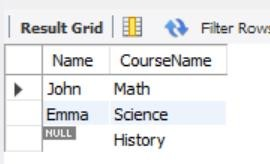 Result Grid Filter Rows
Name CourseName
John Math
Emma Science
NULL History